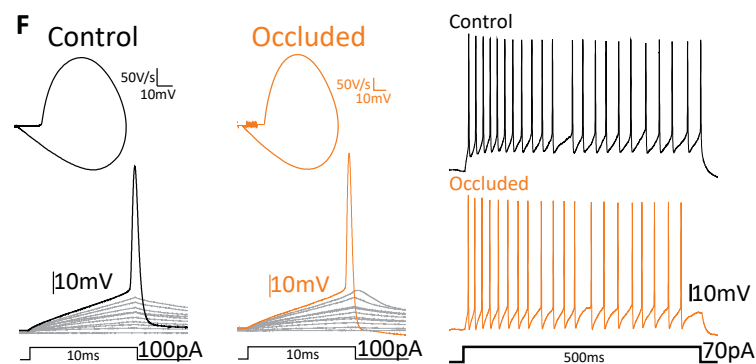 F
Control
50V/s
10mV
10mV
10ms
100pA
Occluded
50V/s
10mV
10mV
10ms
100pA
Control
Occluded
10mV
500ms
70pA